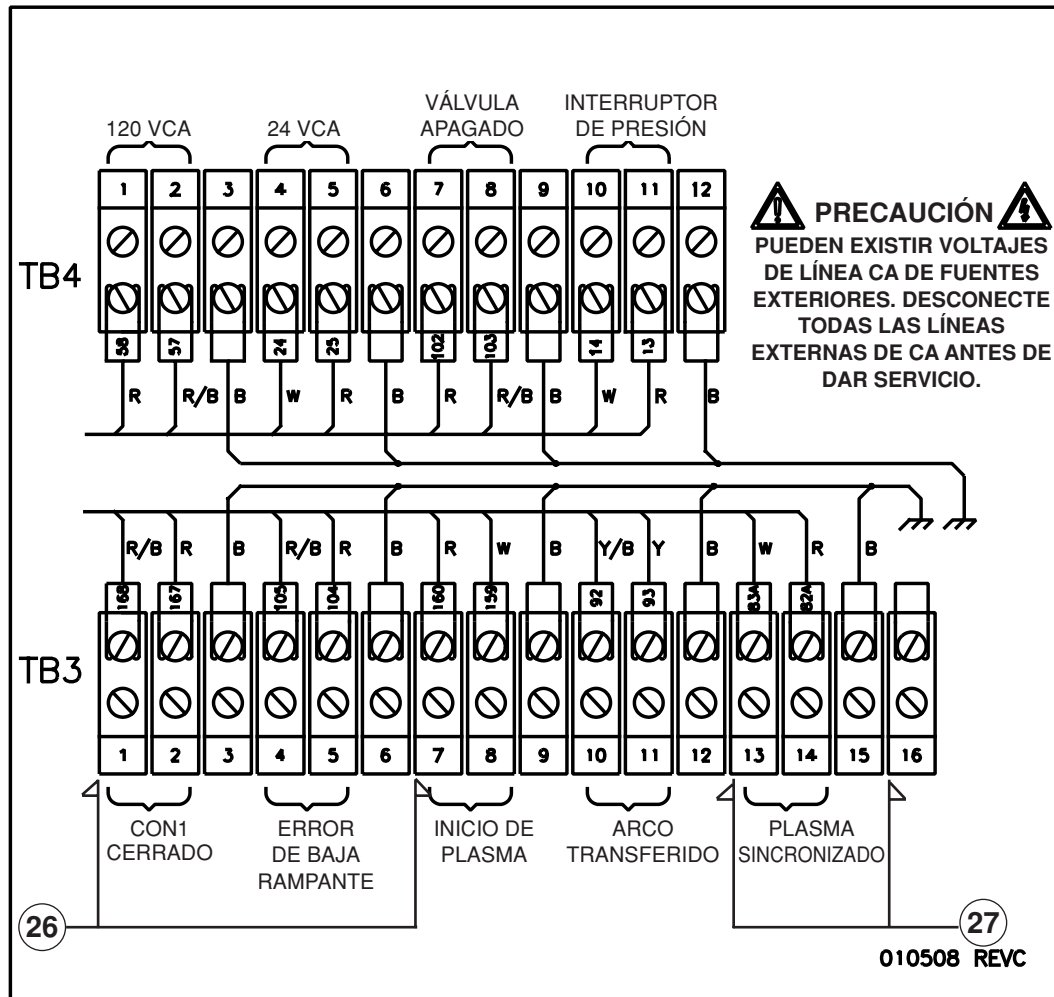 120 VCA
24 VCA
VÁLVULA
APAGADO
INTERRUPTOR
DE PRESIÓN
1 2 3 4 5 6 7 8 9 10 11 12
TB4
58 57 24 25 102 103 14 13
R R/B B W R B R R/B B W R B
PRECAUCIÓN
PUEDEN EXISTIR VOLTAJES
DE LÍNEA CA DE FUENTES
EXTERIORES. DESCONECTE
TODAS LAS LÍNEAS
EXTERNAS DE CA ANTES DE
DAR SERVICIO.
R/B R B R/B R B R W B Y/B Y B W R B
168 167 105 104 160 159 92 93 83A 82A
TB3
1 2 3 4 5 6 7 8 9 10 11 12 13 14 15 16
CON1
CERRADO
ERROR
DE BAJA
RAMPANTE
INICIO DE
PLASMA
ARCO
TRANSFERIDO
PLASMA
SINCRONIZADO
26
27
010508 REVC